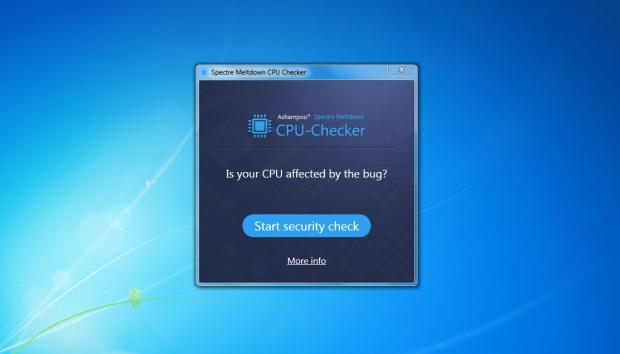 Spectre Meltdown CPU Checker
Ashampoo® Spectre Meltdown
CPU-Checker
Is your CPU affected by the bug?
Start security check
More info